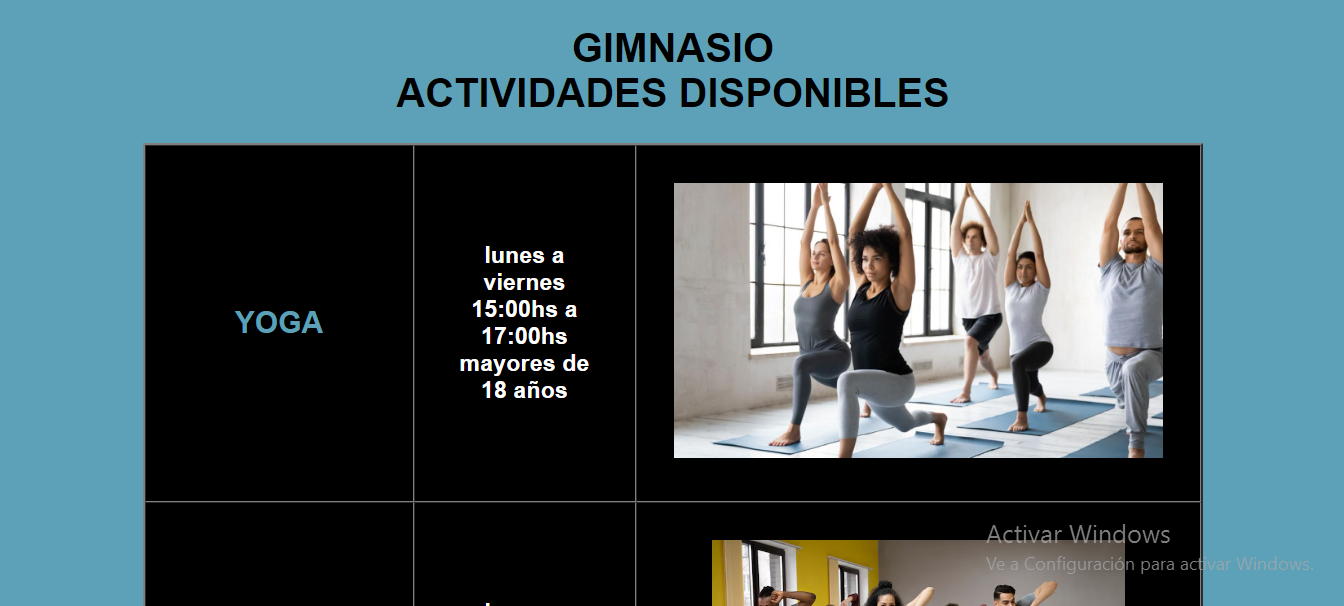 GIMNASIO
ACTIVIDADES DISPONIBLES
YOGA
lunes a
viernes
15:00hs a
17:00hs
mayores de
18 años
Activar Windows
Ve a Configuración para activar Windows.